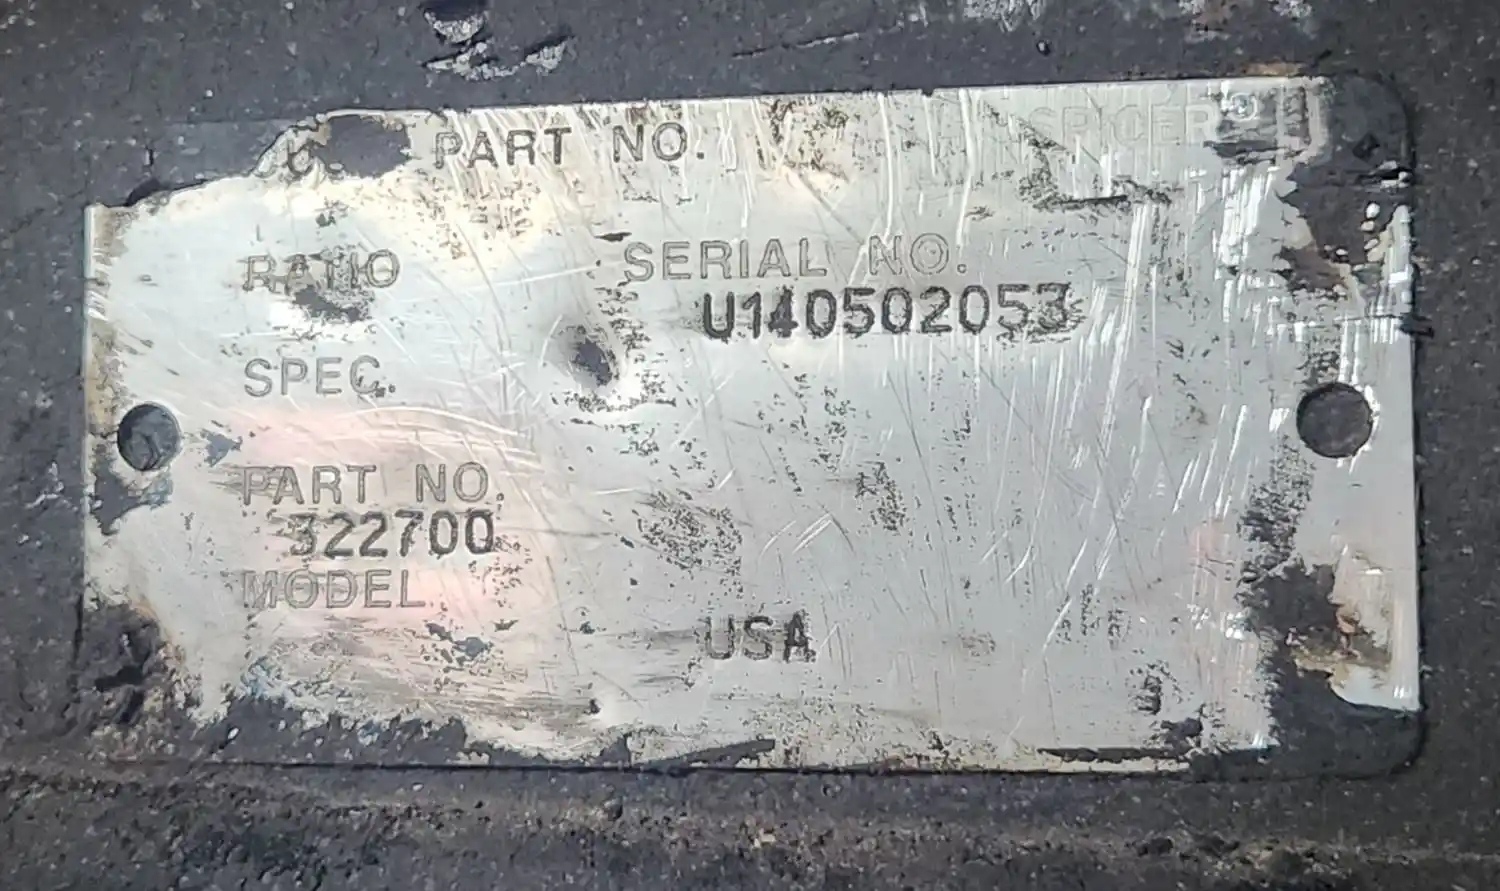 PART NO. SPICER®
RATIO SERIAL NO.
U140502053
SPEC.
PART NO.
322700
MODEL
USA